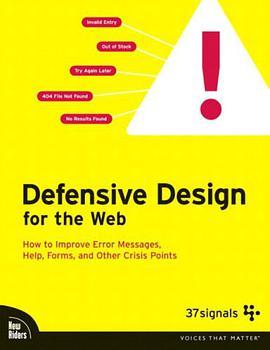 Invalid Entry
Out of Stock
Try Again Later
404 File Not Found
No Results Found
!
Defensive Design
for the Web
How to Improve Error Messages,
Help, Forms, and Other Crisis Points
37signals
New
Riders
VOICES THAT MATTER™